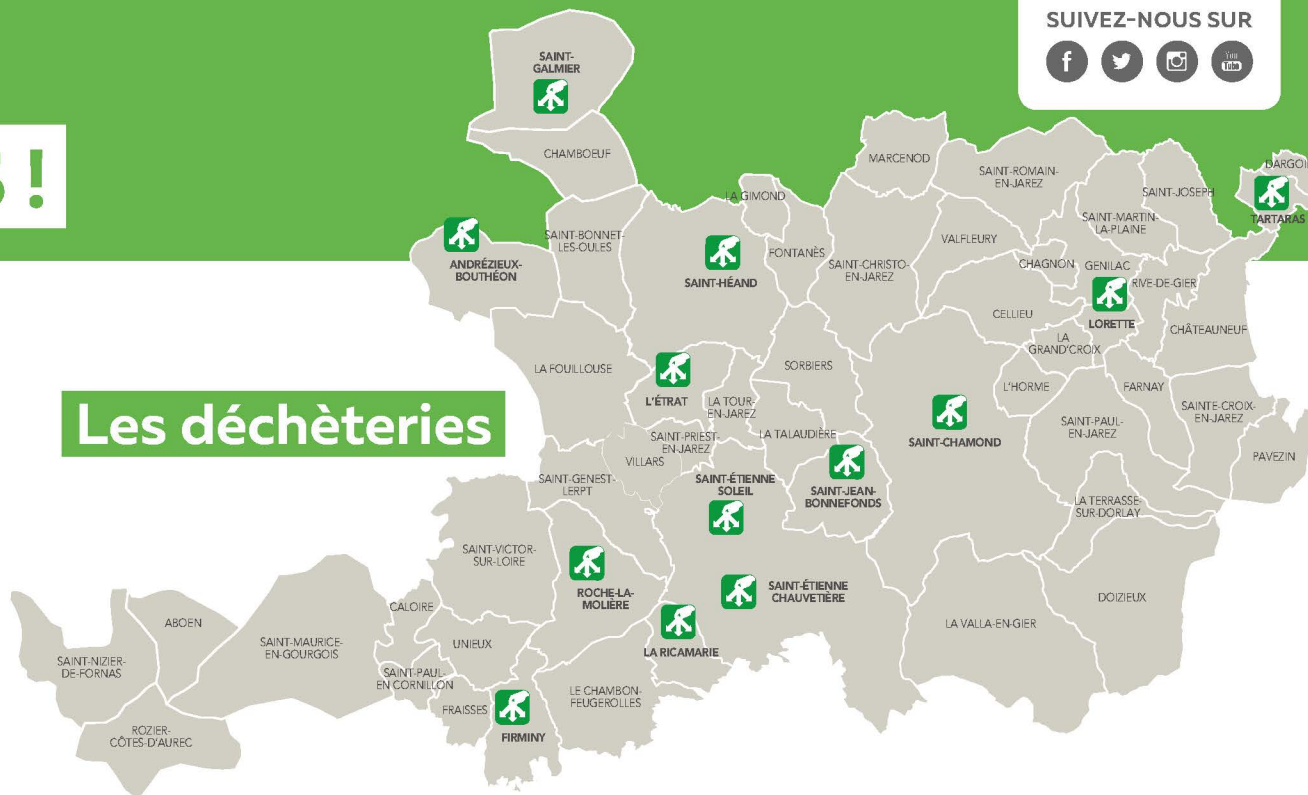 SUIVEZ-NOUS SUR
f
You
Tube
!
SAINT-
GALMIER
CHAMBOEUF
MARCENOD
SAINT-ROMAIN-
EN-JAREZ
SAINT-JOSEPH
TARTARAS
LA GIMOND
SAINT-MARTIN-
LA-PLAINE
SAINT-BONNET-
LES-OULES
ANDRÉZIEUX-
BOUTHÉON
SAINT-HÉAND
FONTANÈS
SAINT-CHRISTO-
EN-JAREZ
VALFLEURY
CHAGNON
GENILAC
RIVE-DE-GIER
CELLIEU
LORETTE
CHÂTEAUNEUF
LA
GRAND'CROIX
LA FOUILLOUSE
SORBIERS
L'ÉTRAT
LA TOUR-
EN-JAREZ
L'HORME
FARNAY
SAINTE-CROIX-
EN-JAREZ
Les déchèteries
SAINT-PRIEST-
EN-JAREZ
LA TALAUDIÈRE
SAINT-CHAMOND
SAINT-PAUL-
EN-JAREZ
PAVEZIN
VILLARS
SAINT-GENEST-
LERPT
SAINT-ÉTIENNE
SOLEIL
SAINT-JEAN-
BONNEFONDS
LA TERRASSE-
SUR-DORLAY
SAINT-VICTOR-
SUR-LOIRE
ROCHE-LA-
MOLIÈRE
SAINT-ÉTIENNE
CHAUVETIÈRE
DOIZIEUX
CALOIRE
ABOEN
SAINT-MAURICE-
EN-GOURGOIS
UNIEUX
LA RICAMARIE
LA VALLA-EN-GIER
SAINT-NIZIER-
DE-FORNAS
SAINT-PAUL-
EN CORNILLON
FRAISSES
LE CHAMBON-
FEUGEROLLES
ROZIER-
CÔTES-D'AUREC
FIRMINY